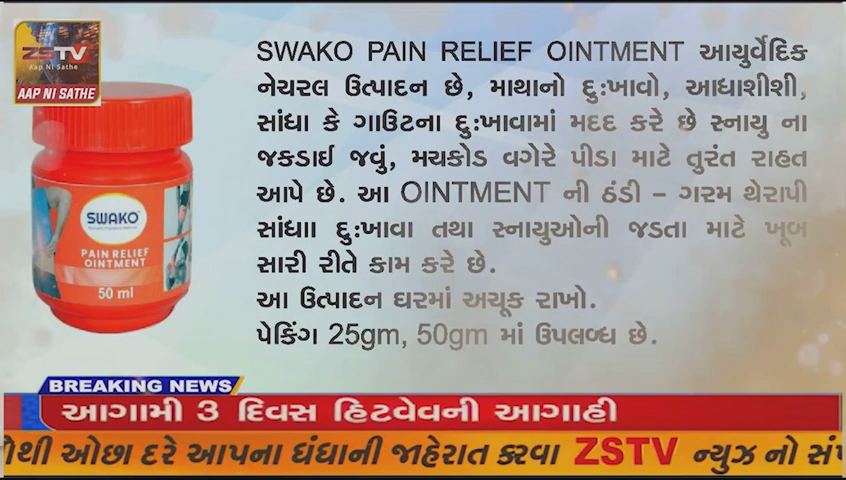 ZSTV
Aap Ni Sathe
AAP NI SATHE
SWAKO PAIN RELIEF OINTMENT આયુર્વેદિક
નેચરલ ઉત્પાદન છે, માથાનો દુઃખાવો, આધાશીશી,
સાંધા કે ગાઉટના દુઃખાવામાં મદદ કરે છે સ્નાયુ ના
જકડાઈ જવું, મચકોડ વગેરે પીડા માટે તુરંત રાહત
આપે છે. આ OINTMENT ની ઠંડી – ગરમ થેરાપી
સાંધાા દુઃખાવા તથા સ્નાયુઓની જડતા માટે ખૂબ
સારી રીતે કામ કરે છે.
આ ઉત્પાદન ઘરમાં અચૂક રાખો.
પેકિંગ 25gm, 50gm માં ઉપલબ્ધ છે.
SWAKO
PAIN RELIEF
OINTMENT
50 ml
BREAKING NEWS
આગામી 3 દિવસ હિટવેવની આગાહી
ઓછા દરે આપના ધંધાની જાહેરાત કરવા ZSTV ન્યુઝ નો